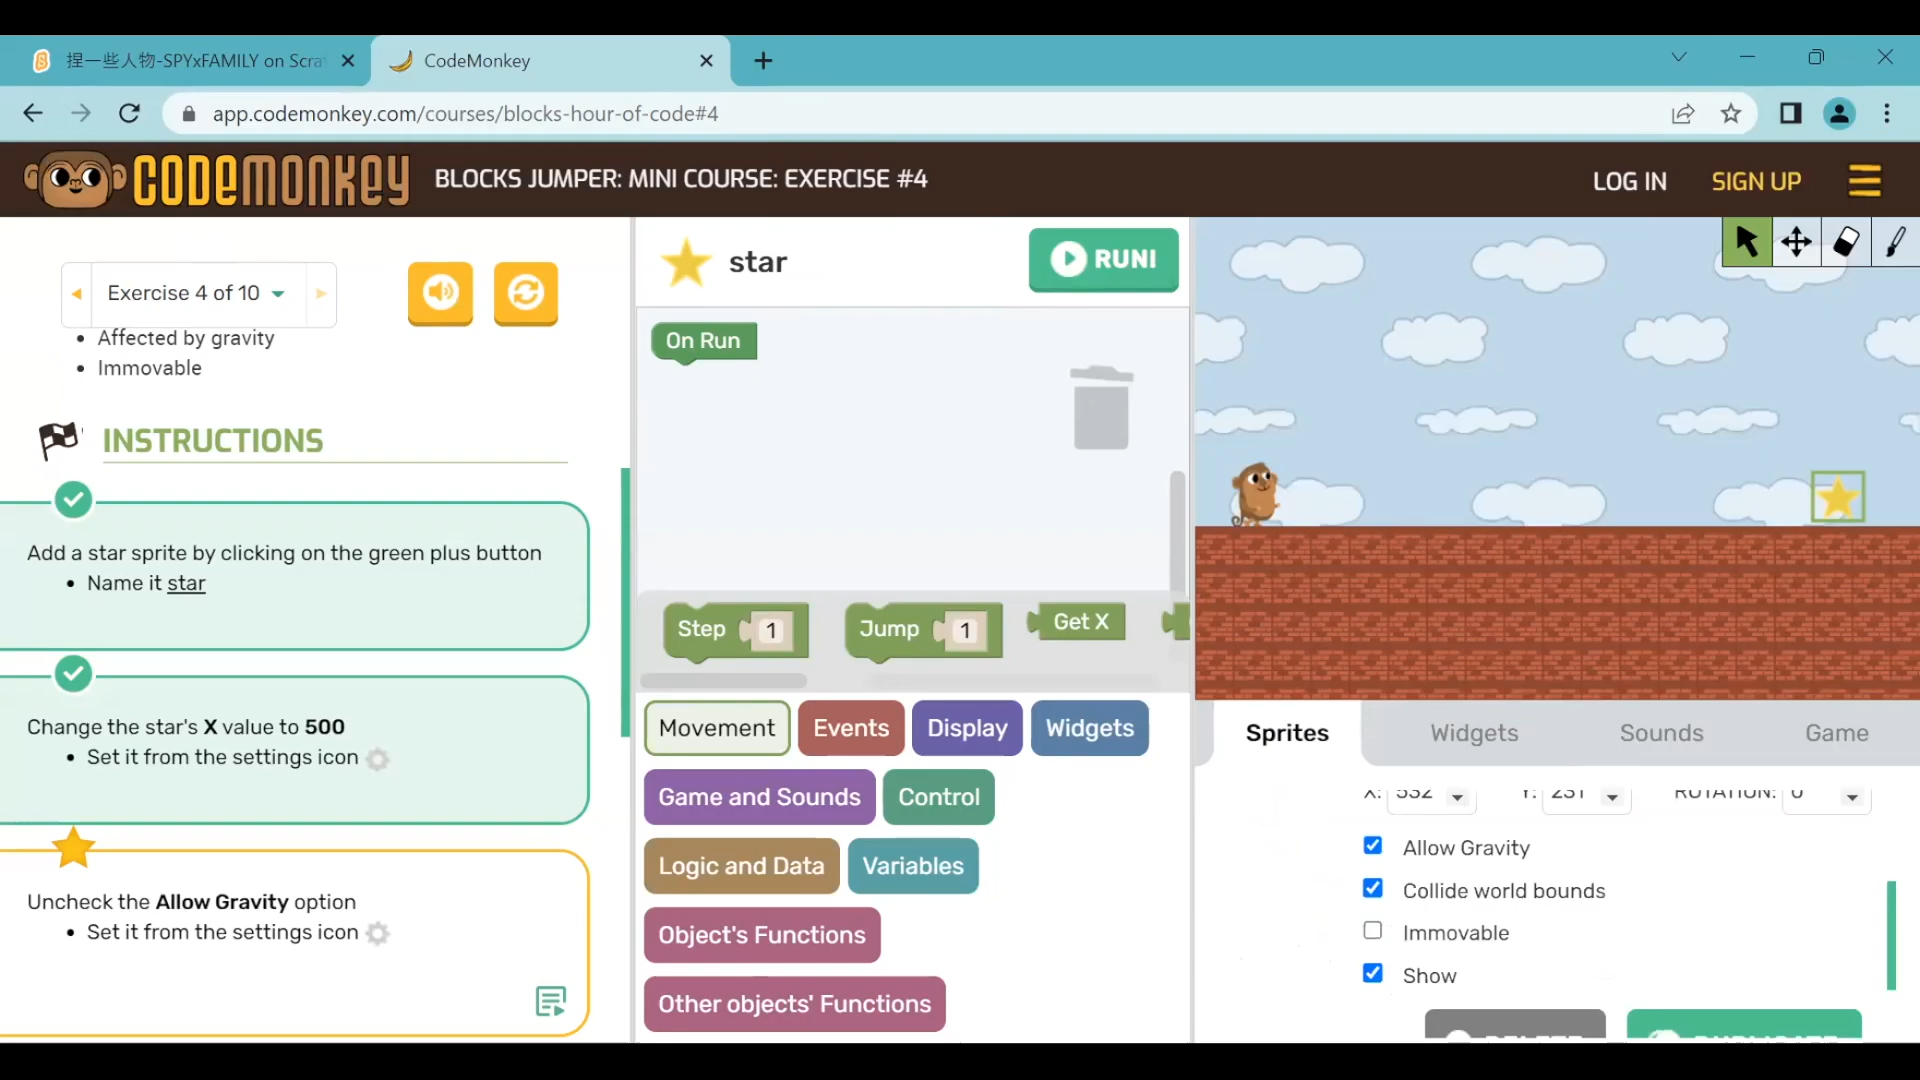 捏一些人物-SPYxFAMILY on Scra
CodeMonkey
app.codemonkey.com/courses/blocks-hour-of-code#4
CODEMONKEY
BLOCKS JUMPER: MINI COURSE: EXERCISE #4
LOG IN
SIGN UP
Exercise 4 of 10
• Affected by gravity
• Immovable
INSTRUCTIONS
Add a star sprite by clicking on the green plus button
• Name it star
Change the star's X value to 500
• Set it from the settings icon
Uncheck the Allow Gravity option
• Set it from the settings icon
star
RUN!
On Run
Step 1
Jump 1
Get X
Movement
Events
Display
Widgets
Game and Sounds
Control
Logic and Data
Variables
Object's Functions
Other objects' Functions
Sprites
Widgets
Sounds
Game
X: 532
Y: 231
ROTATION: 0
Allow Gravity
Collide world bounds
Immovable
Show